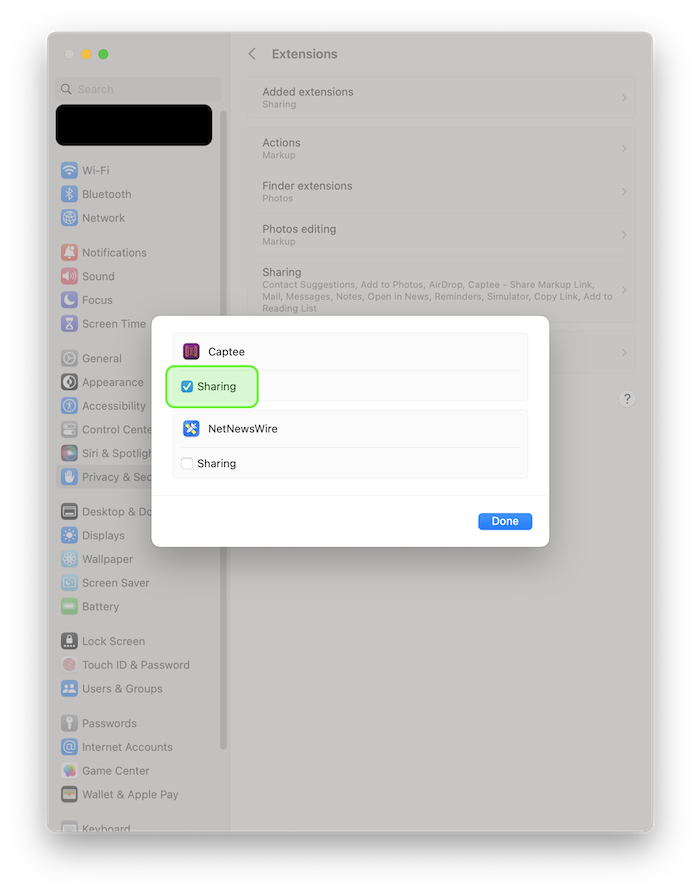 Extensions
Search
Wi-Fi
Bluetooth
Network
Notifications
Sound
Focus
Screen Time
General
Appearance
Accessibility
Control Cente
Siri & Spotligh
Privacy & Sec
Desktop & Do
Displays
Wallpaper
Screen Saver
Battery
Lock Screen
Touch ID & Password
Users & Groups
Passwords
Internet Accounts
Game Center
Wallet & Apple Pay
Keyboard
Added extensions
Sharing
Actions
Markup
Finder extensions
Photos
Photos editing
Markup
Sharing
Contact Suggestions, Add to Photos, AirDrop, Captee - Share Markup Link,
Mail, Messages, Notes, Open in News, Reminders, Simulator, Copy Link, Add to
Reading List
?
Captee
Sharing
NetNewsWire
Sharing
Done